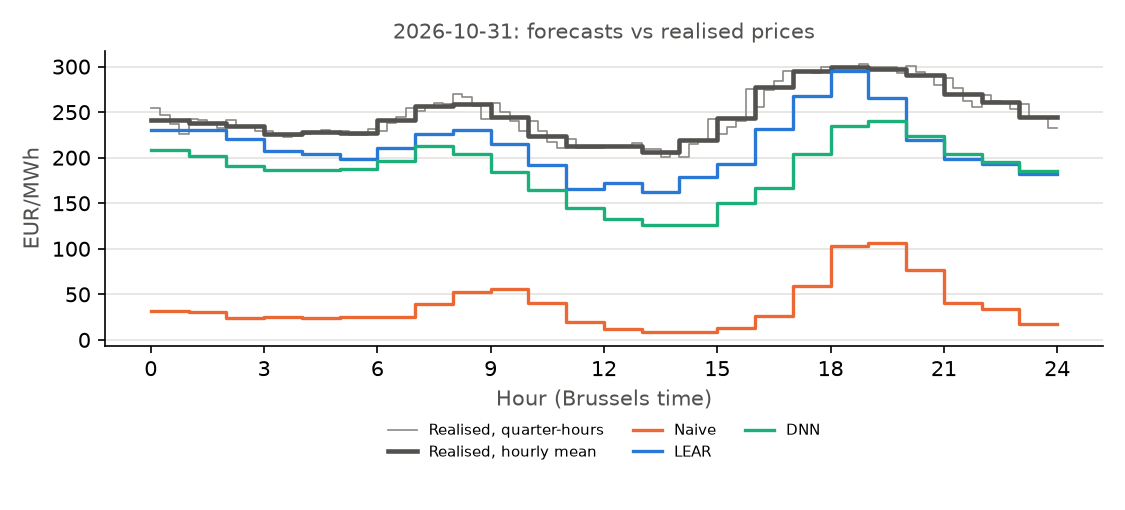 2026-10-31: forecasts vs realised prices
EUR/MWh
300
250
200
150
100
50
0
0 3 6 9 12 15 18 21 24
Hour (Brussels time)
Realised, quarter-hours Naive DNN
Realised, hourly mean LEAR